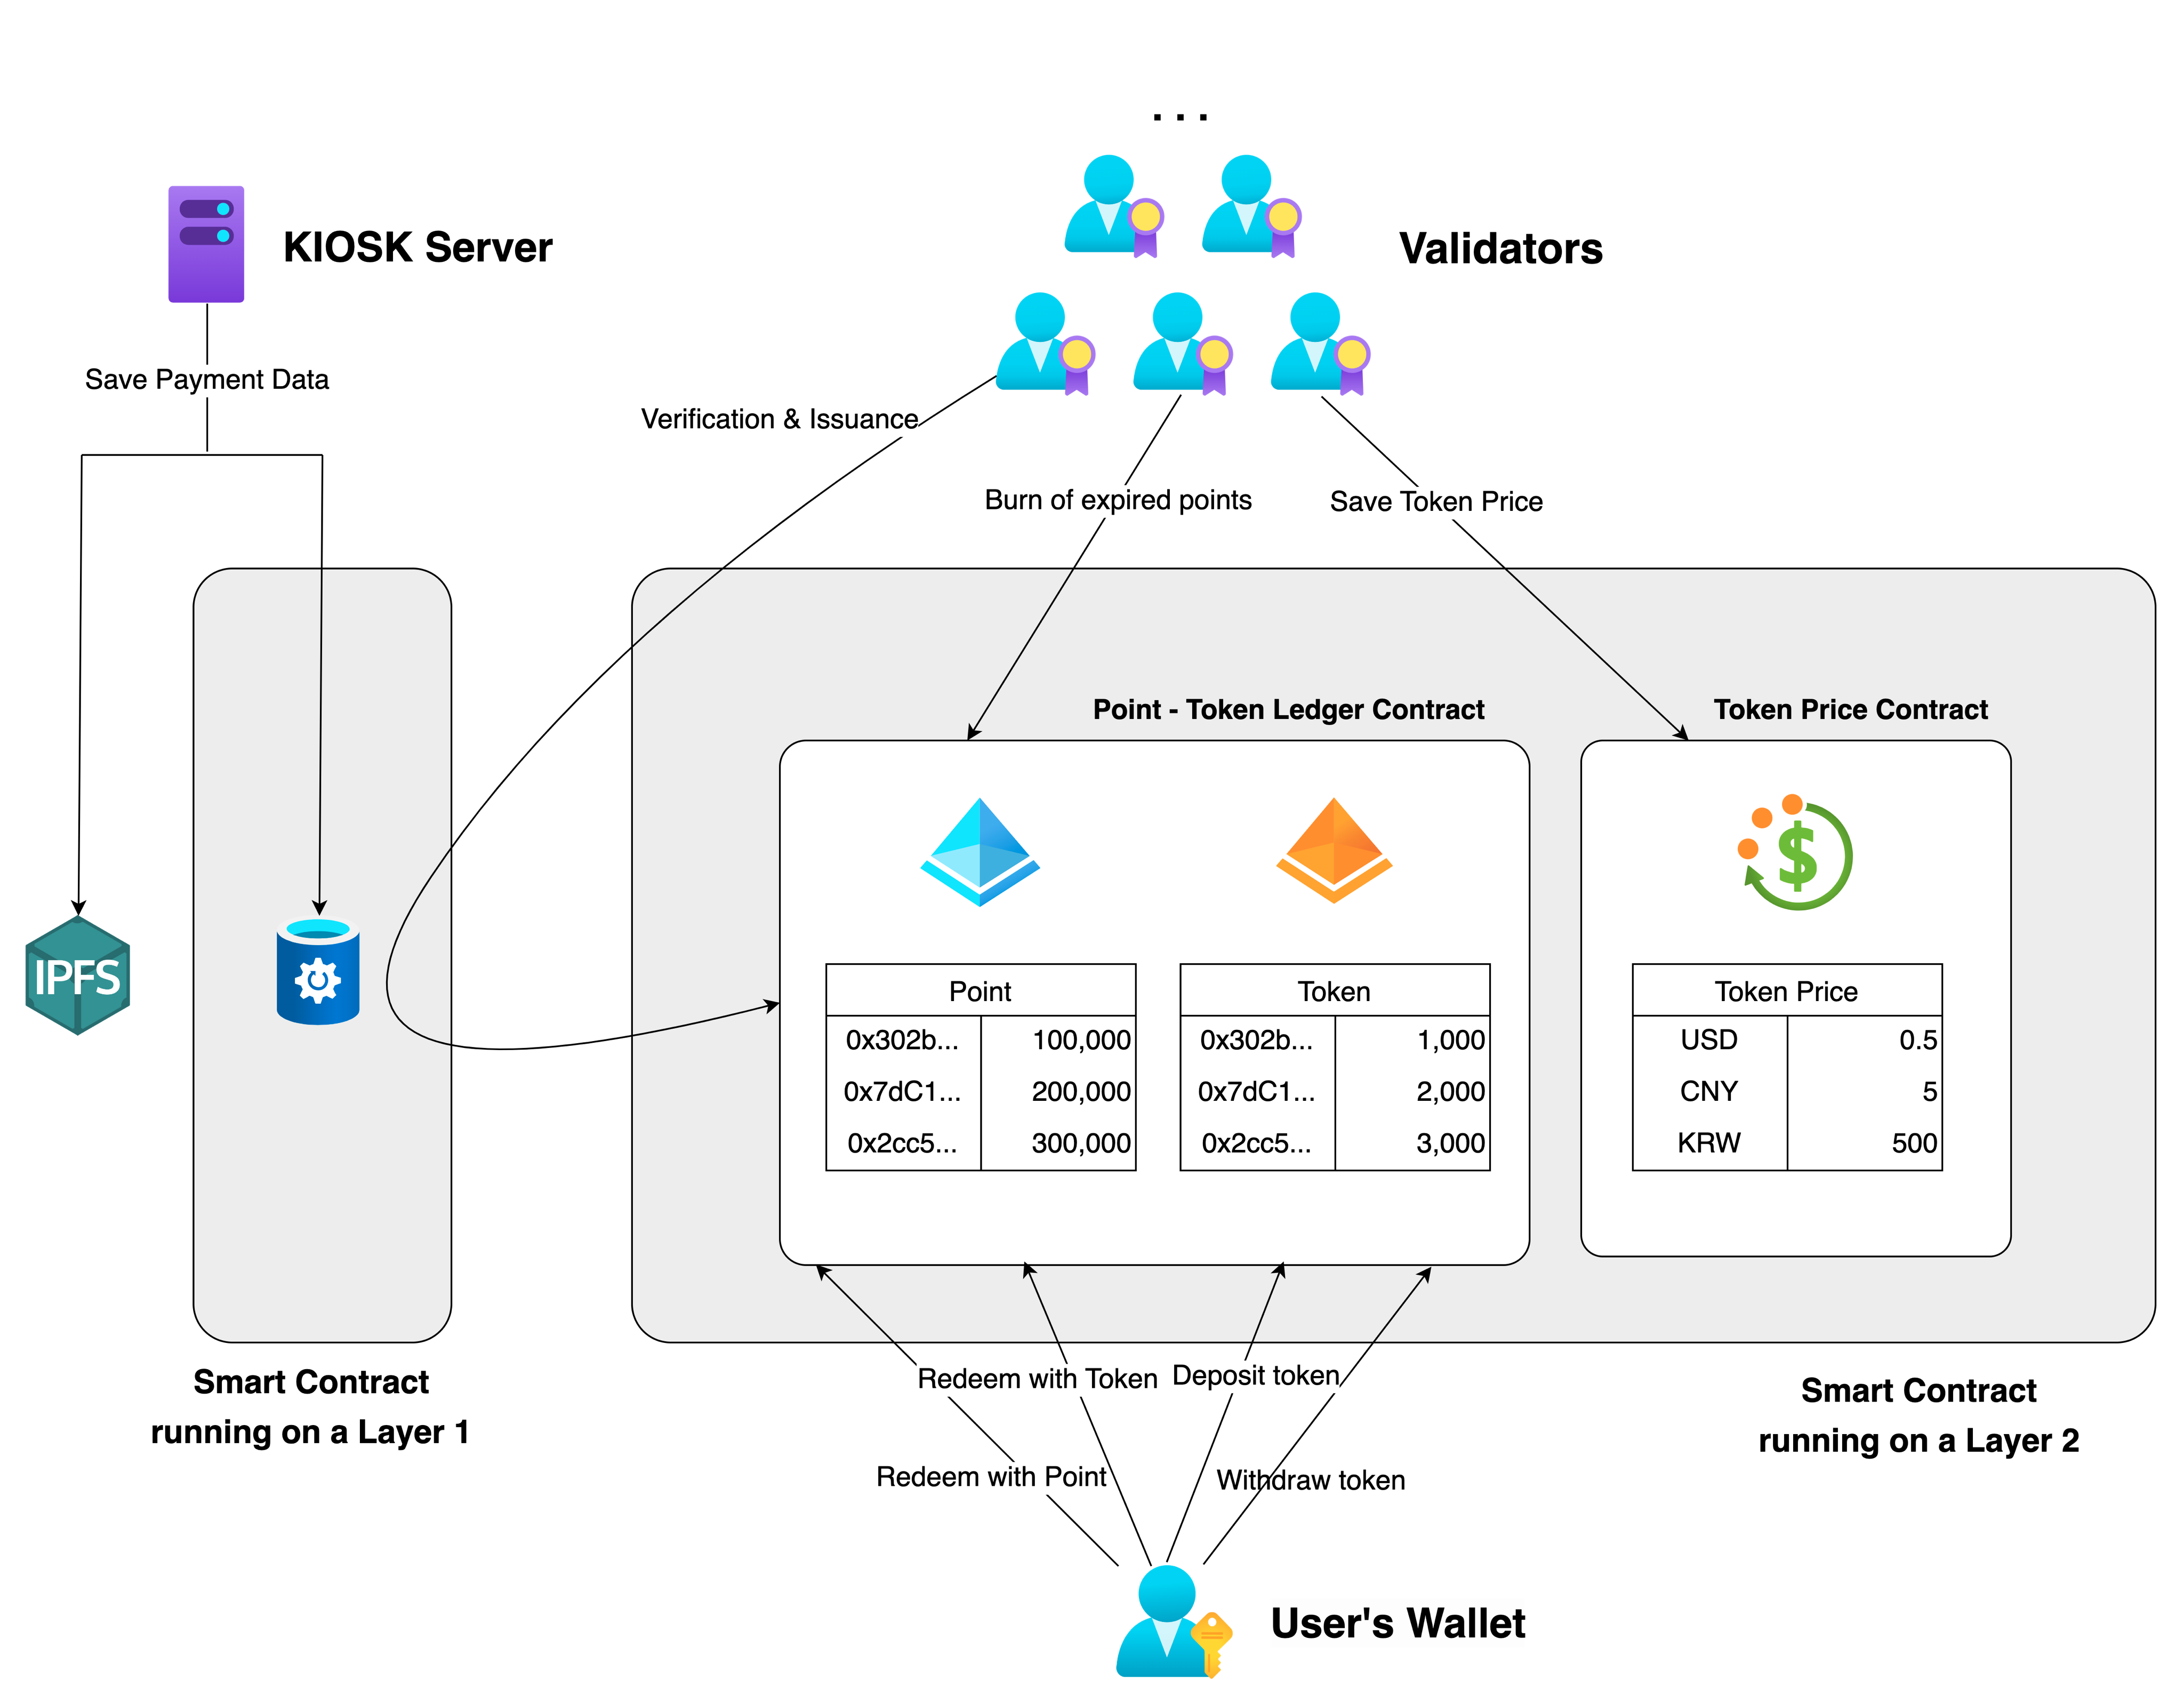 ...
KIOSK Server
Validators
Save Payment Data
Verification & Issuance
Burn of expired points
Save Token Price
Point - Token Ledger Contract
Token Price Contract
IPFS
Point
0x302b... 100,000
0x7dC1... 200,000
0x2cc5... 300,000
Token
0x302b... 1,000
0x7dC1... 2,000
0x2cc5... 3,000
Token Price
USD 0.5
CNY 5
KRW 500
Smart Contract
running on a Layer 1
Redeem with Token
Deposit token
Smart Contract
running on a Layer 2
Redeem with Point
Withdraw token
User's Wallet